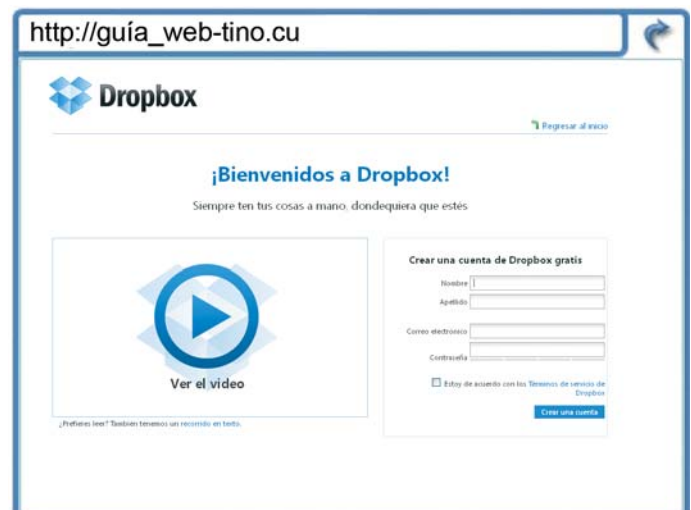 http://guía_web-tino.cu
Dropbox
Regresar al inicio
¡Bienvenidos a Dropbox!
Siempre ten tus cosas a mano, dondequiera que estés
Ver el video
¿Prefieres leer? También tenemos un recorrido en texto.
Crear una cuenta de Dropbox gratis
Nombre
Apellido
Correo electronico
Contraseña
Estoy de acuerdo con los Términos de servicio de
Dropbox
Crear una cuenta